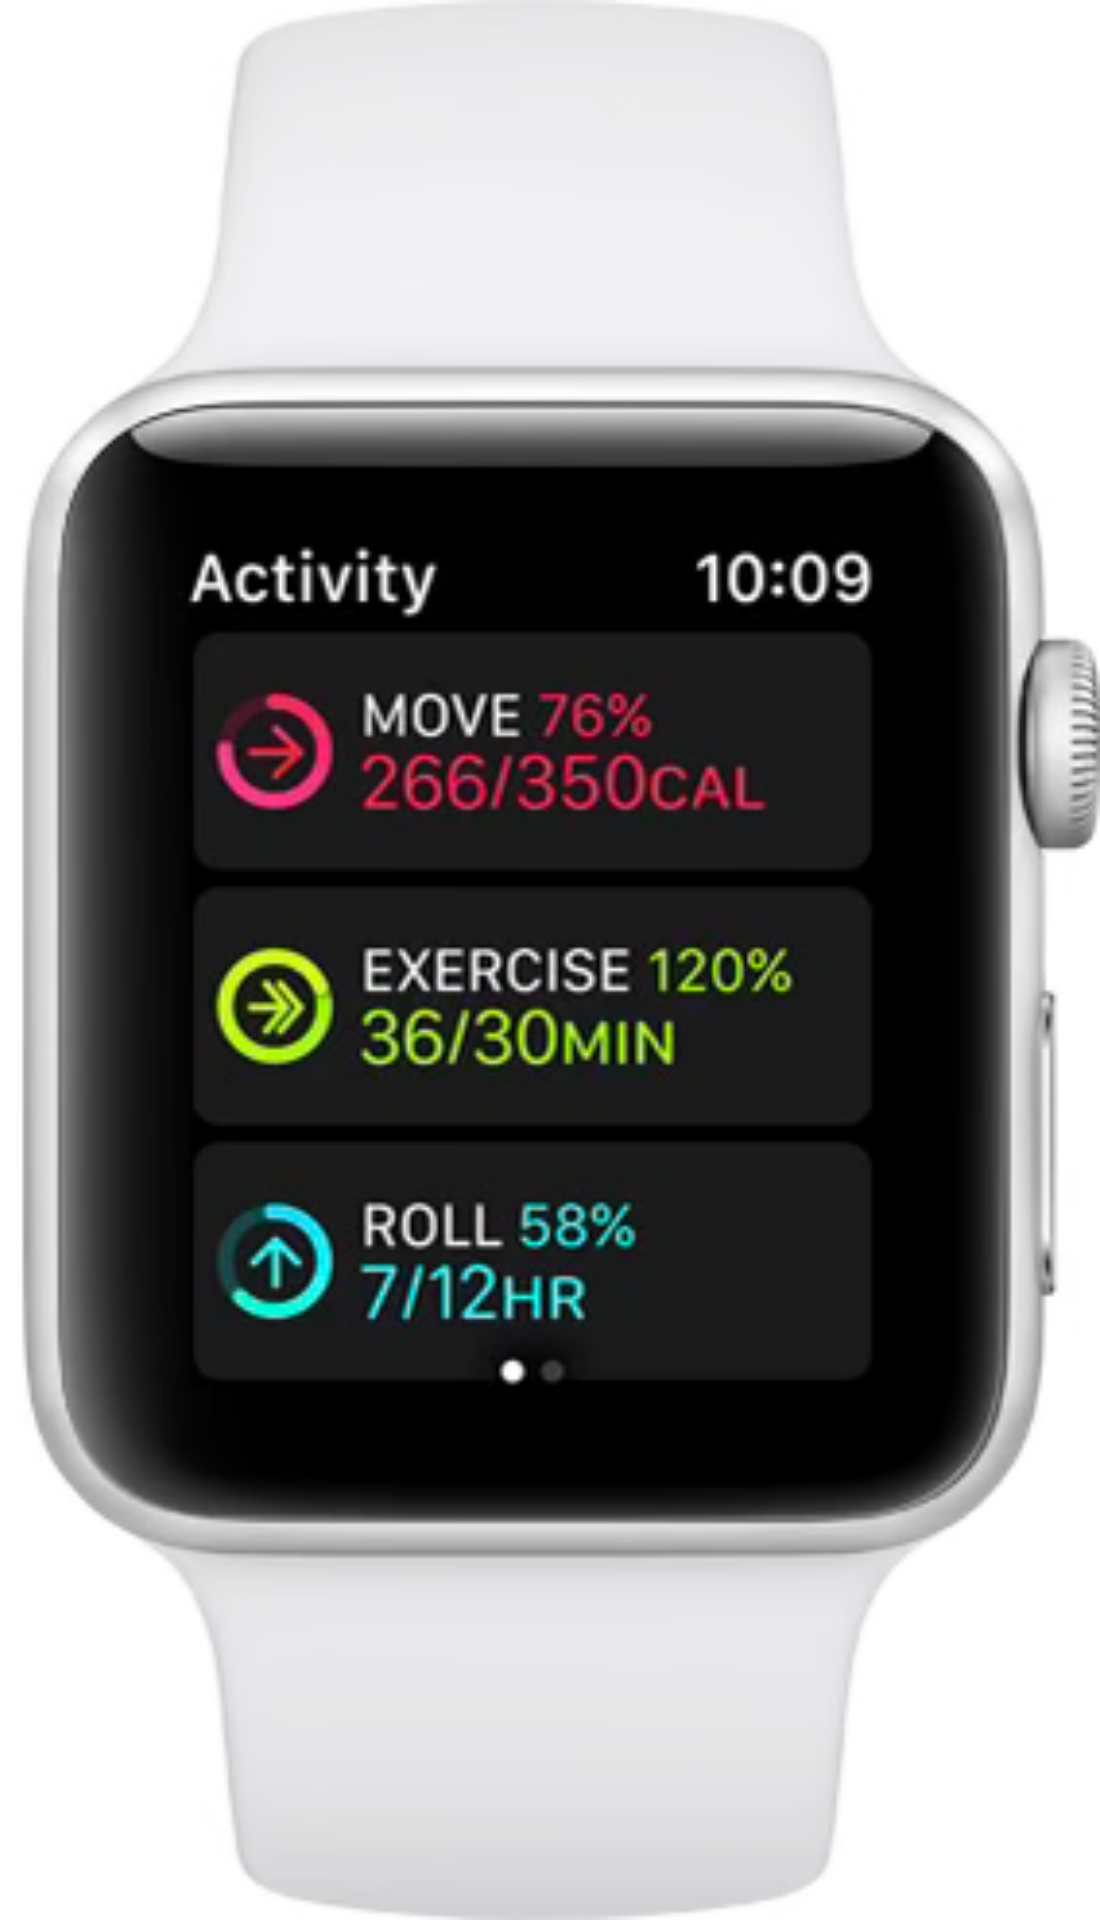 Activity 10:09
MOVE 76%
266/350CAL
EXERCISE 120%
36/30MIN
ROLL 58%
7/12HR